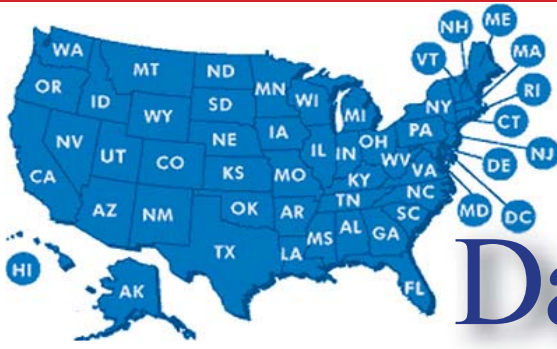 WA
MT
ND
MN
OR
ID
WY
SD
WI
MI
NY
VT
NH
ME
MA
RI
CT
NJ
DE
MD
DC
NV
UT
CO
NE
IA
IL
IN
OH
PA
WV
VA
KY
NC
CA
AZ
NM
KS
MO
OK
AR
TN
SC
TX
LA
MS
AL
GA
FL
HI
AK
Da